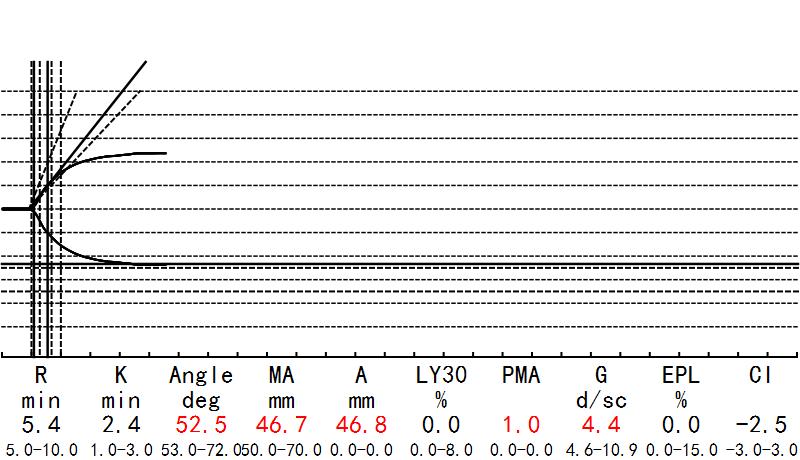 R K Angle MA A LY30 PMA G EPL CI
min min deg mm mm % d/sc %
5.4 2.4 52.5 46.7 46.8 0.0 1.0 4.4 0.0 -2.5
5.0-10.0 1.0-3.0 53.0-72.0 50.0-70.0 0.0-0.0 0.0-8.0 0.0-0.0 4.6-10.9 0.0-15.0 -3.0-3.0